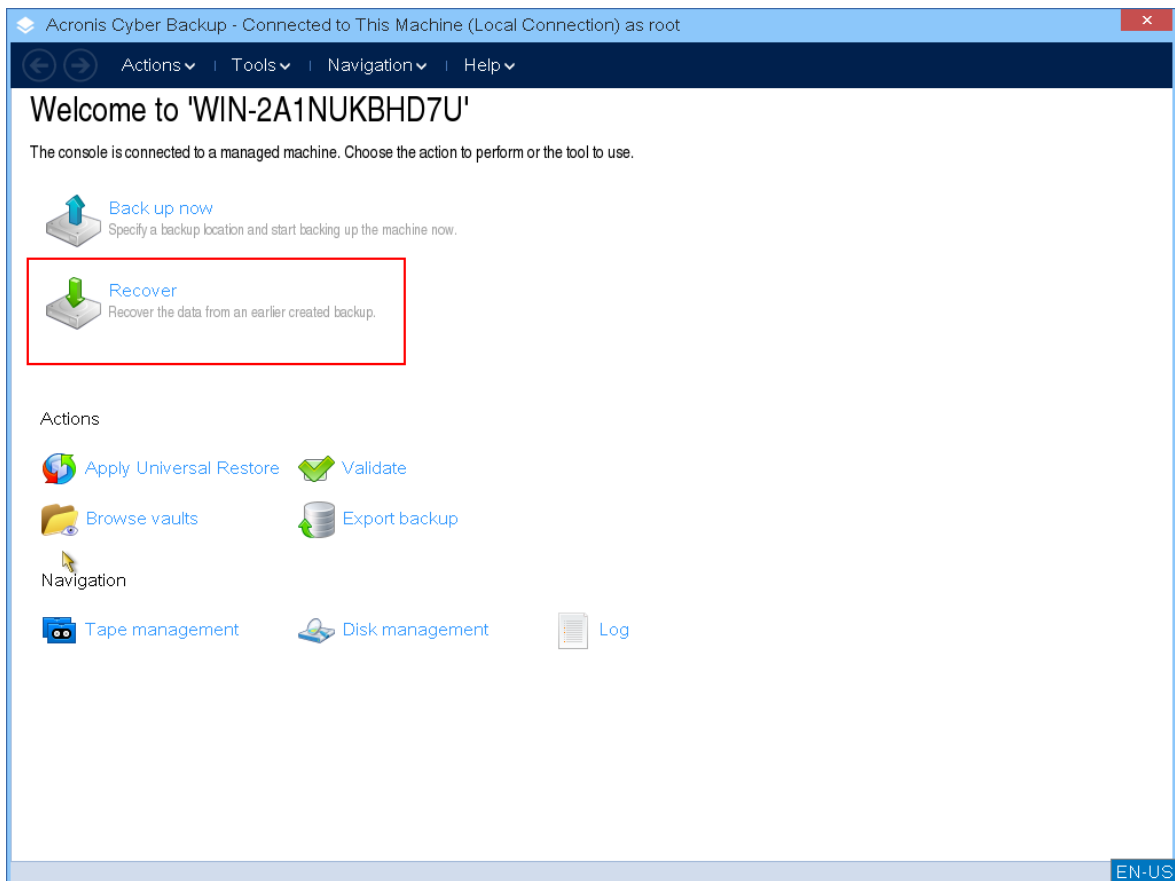 Acronis Cyber Backup - Connected to This Machine (Local Connection) as root
Actions Tools Navigation Help
Welcome to 'WIN-2A1NUKBHD7U'
The console is connected to a managed machine. Choose the action to perform or the tool to use.
Back up now
Specify a backup location and start backing up the machine now.
Recover
Recover the data from an earlier created backup.
Actions
Apply Universal Restore Validate
Browse vaults Export backup
Navigation
Tape management Disk management Log
EN-US